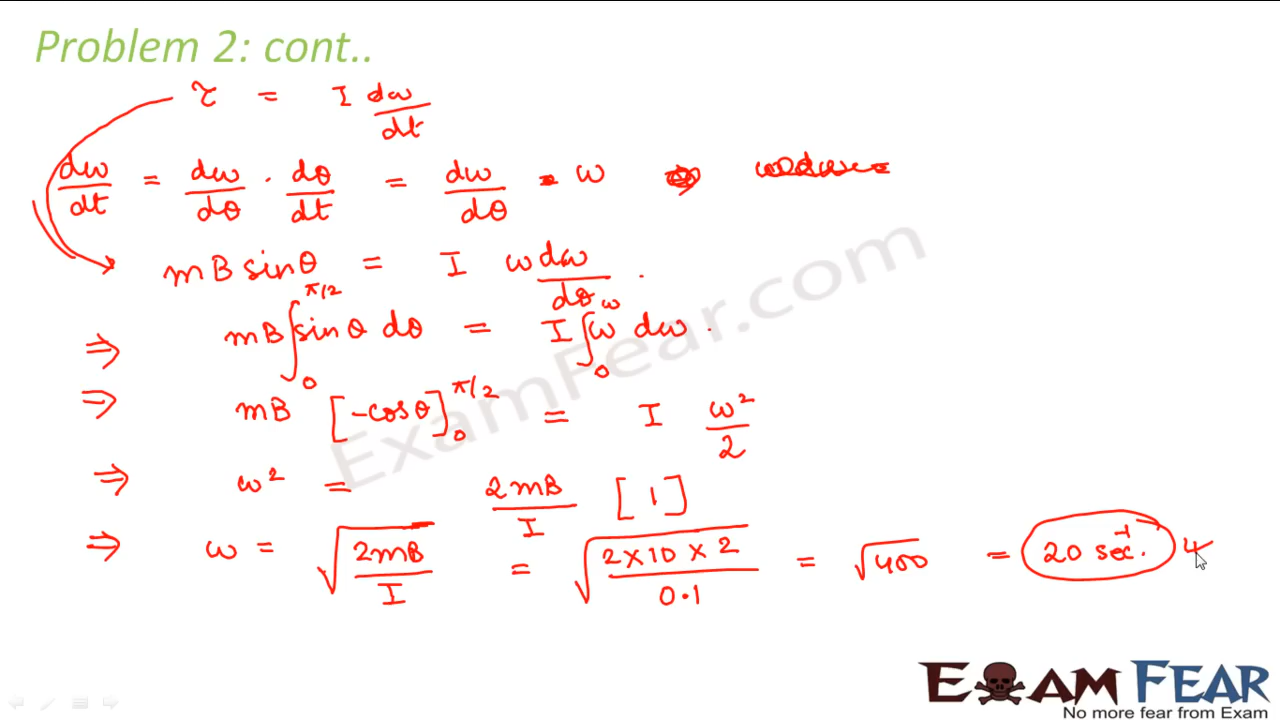 Problem 2: cont..
τ = I dω/dt
dω/dt = dω/dθ · dθ/dt = dω/dθ · ω
mB sinθ = I ω dω/dθ .
⇒ mB ∫₀^π/2 sinθ dθ = I ∫₀^ω ω dω .
⇒ mB [-cosθ]₀^π/2 = I ω²/2
⇒ ω² = 2mB/I [1]
⇒ ω = √(2mB/I) = √(2×10×2/0.1) = √400 = 20 sec⁻¹.
ExamFear.com
EXAM FEAR
No more fear from Exam